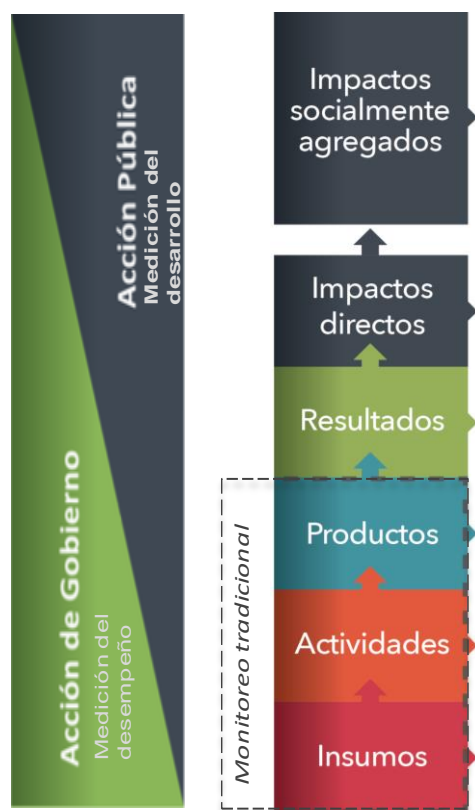 Acción Pública
Medición del
desarrollo
Acción de Gobierno
Medición del
desempeño
Impactos
socialmente
agregados
Impactos
directos
Resultados
Monitoreo tradicional
Productos
Actividades
Insumos